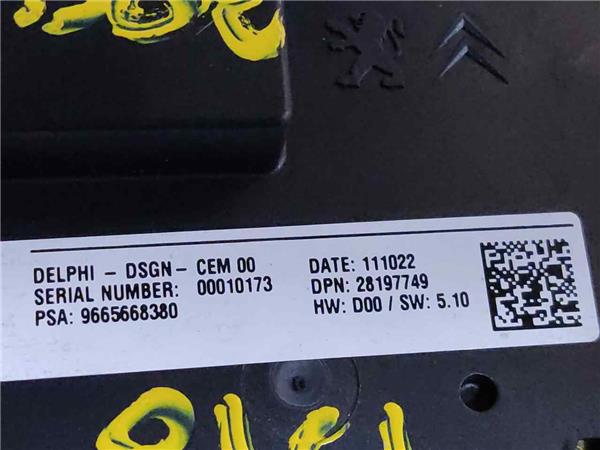 DELPHI - DSGN - CEM 00
SERIAL NUMBER: 00010173
PSA: 9665668380
DATE: 111022
DPN: 28197749
HW: D00 / SW: 5.10